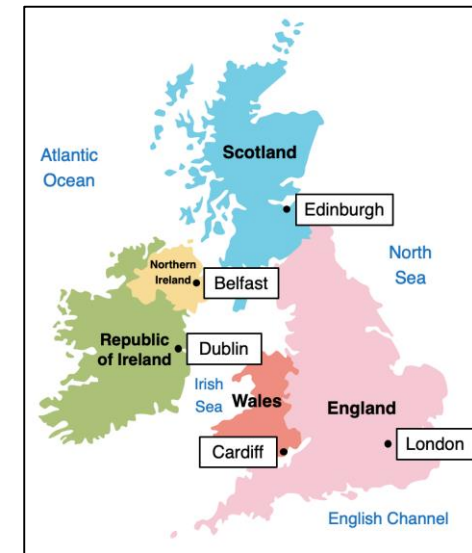 Scotland
Atlantic
Ocean
Edinburgh
North
Sea
Northern
Ireland
Belfast
Republic
of Ireland
Dublin
Irish
Sea
Wales
England
Cardiff
London
English Channel